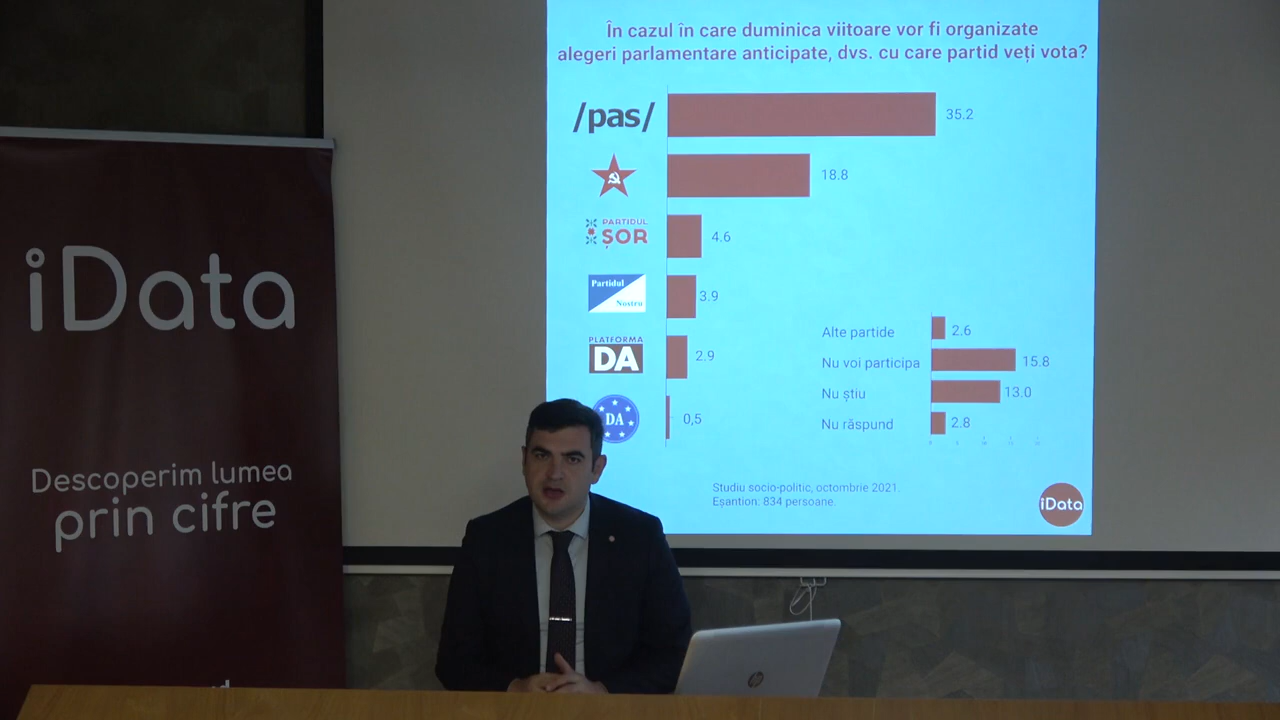 În cazul în care duminica viitoare vor fi organizate
alegeri parlamentare anticipate, dvs. cu care partid veți vota?
/pas/
35.2
18.8
PARTIDUL
ȘOR
4.6
Partidul
Nostru
3.9
PLATFORMA
DA
2.9
DA
0,5
Alte partide
2.6
Nu voi participa
15.8
Nu știu
13.0
Nu răspund
2.8
Studiu socio-politic, octombrie 2021.
Eșantion: 834 persoane.
iData
iData
Descoperim lumea
prin cifre